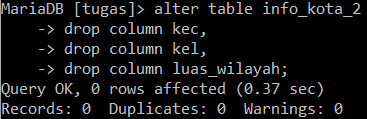 MariaDB [tugas]> alter table info_kota_2
    -> drop column kec,
    -> drop column kel,
    -> drop column luas_wilayah;
Query OK, 0 rows affected (0.37 sec)
Records: 0  Duplicates: 0  Warnings: 0